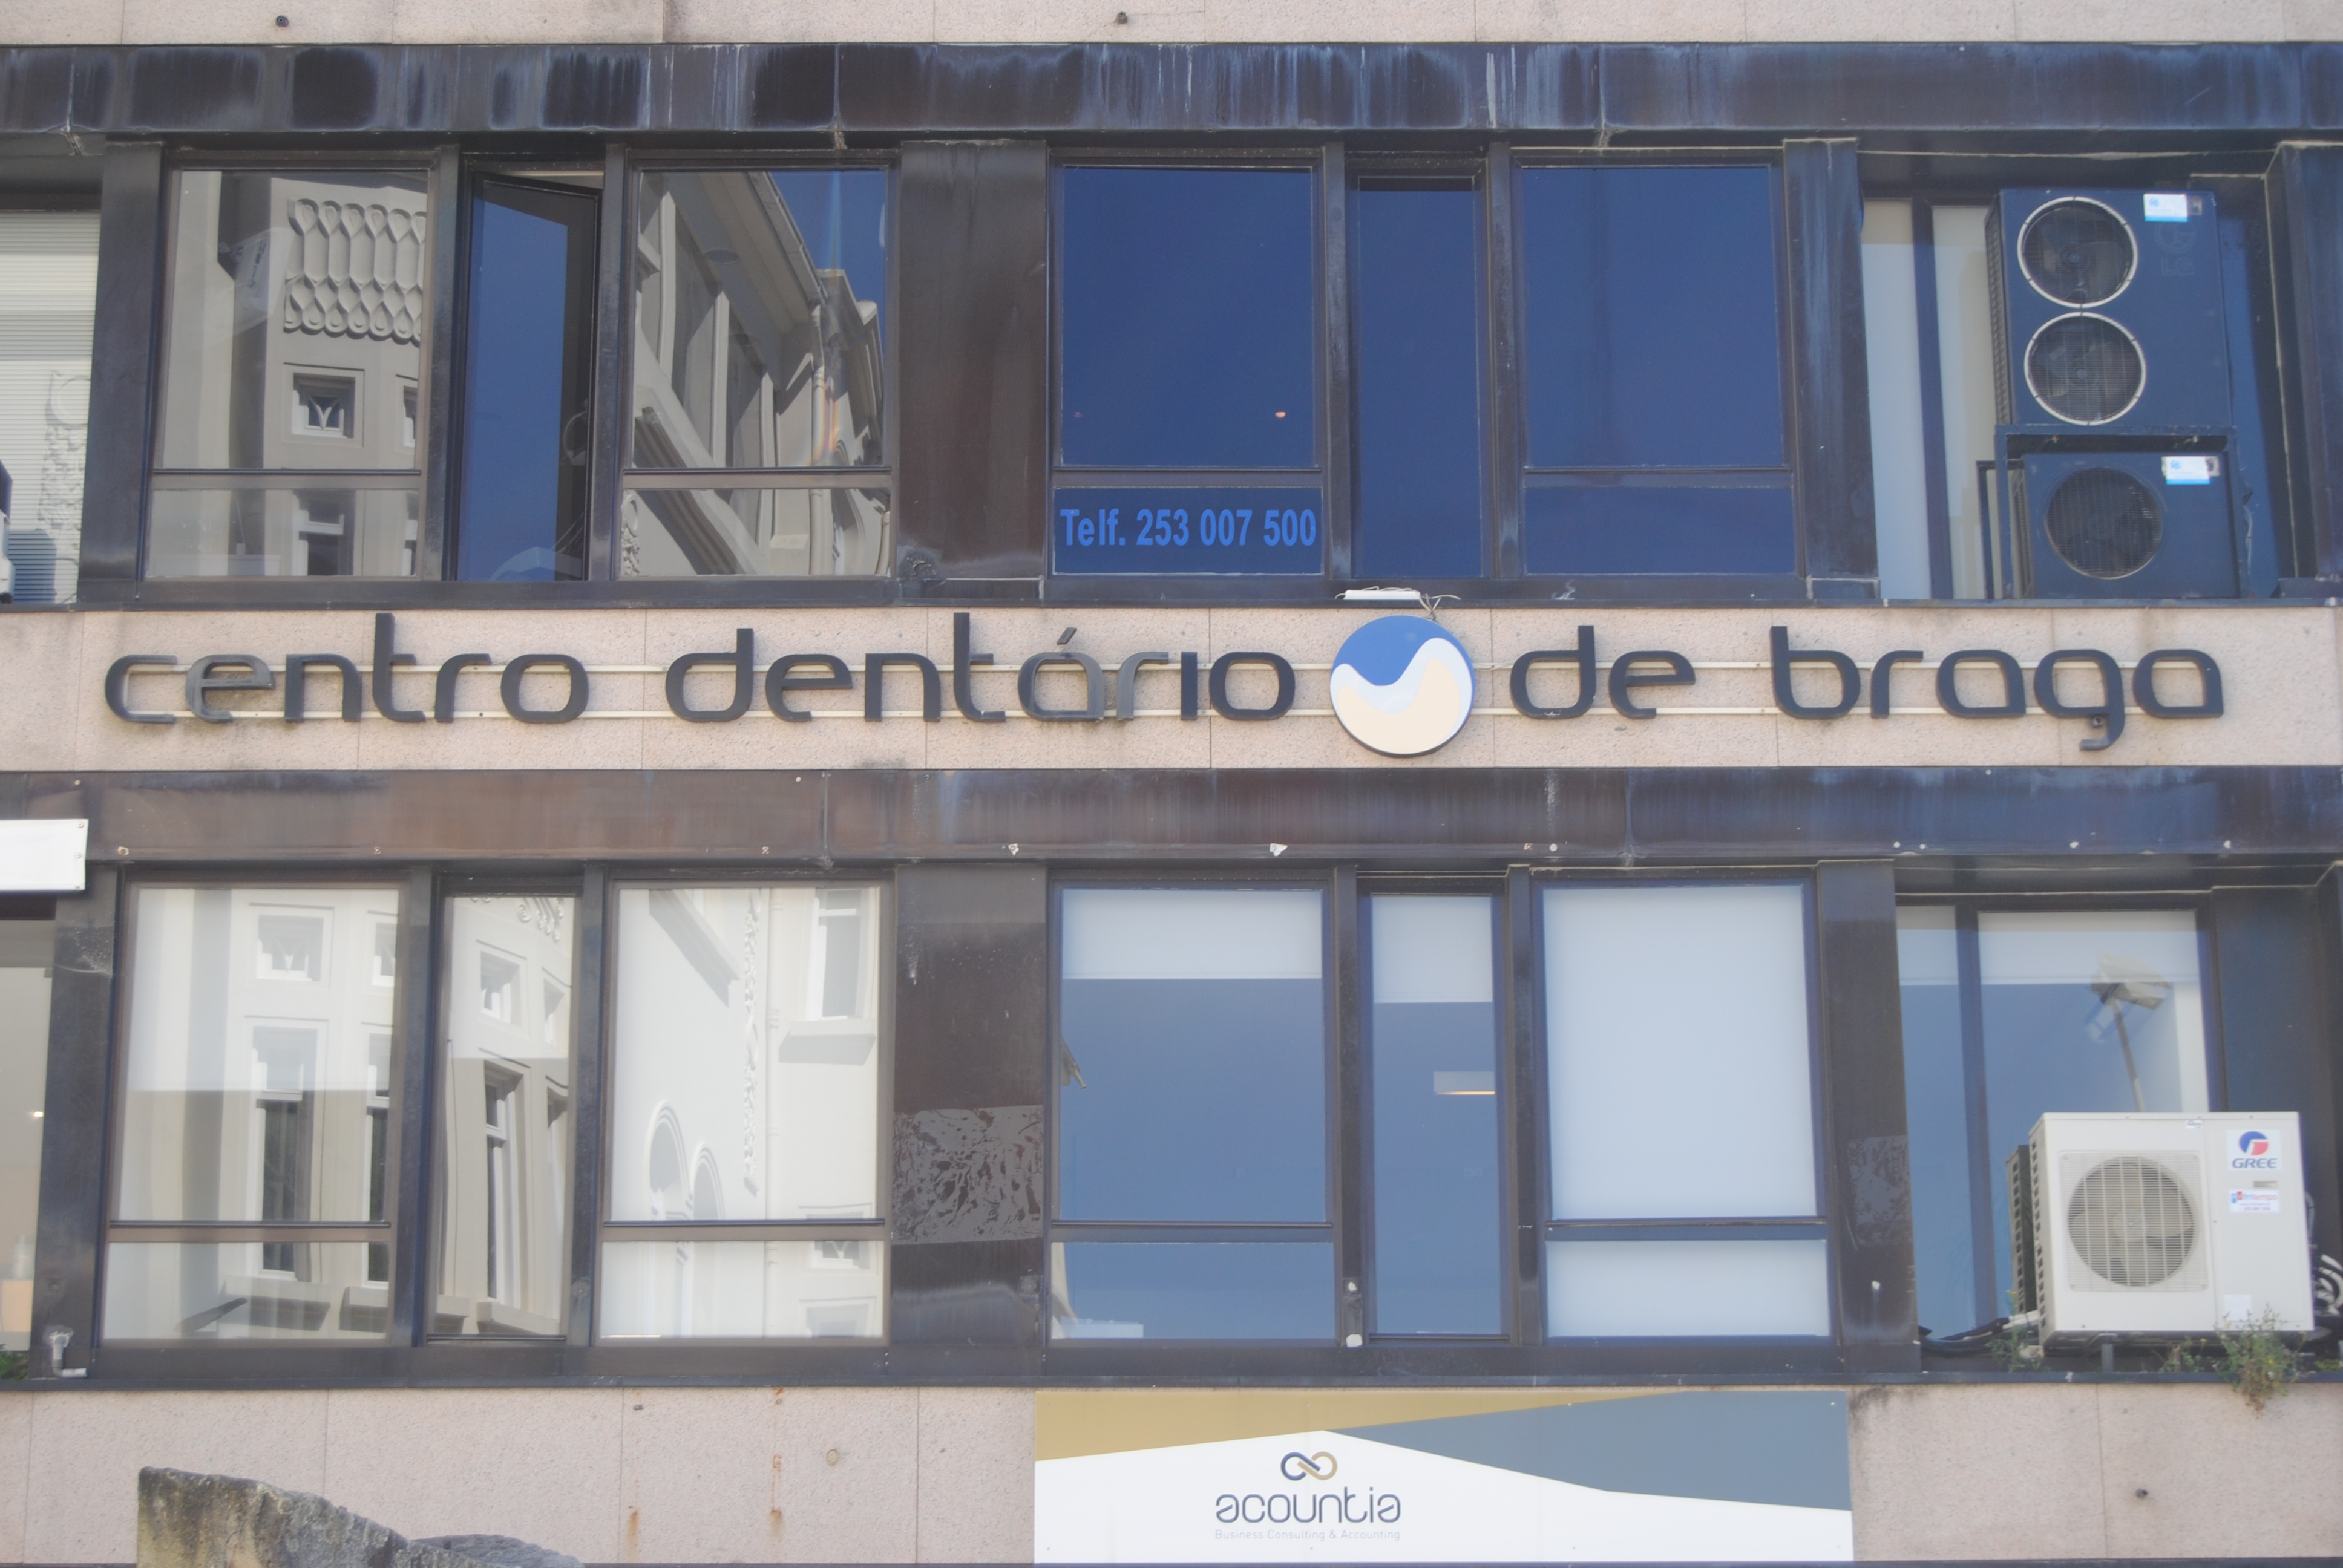 Telf. 253 007 500
centro dentário de braga
GREE
acountia
Business Consulting & Accounting